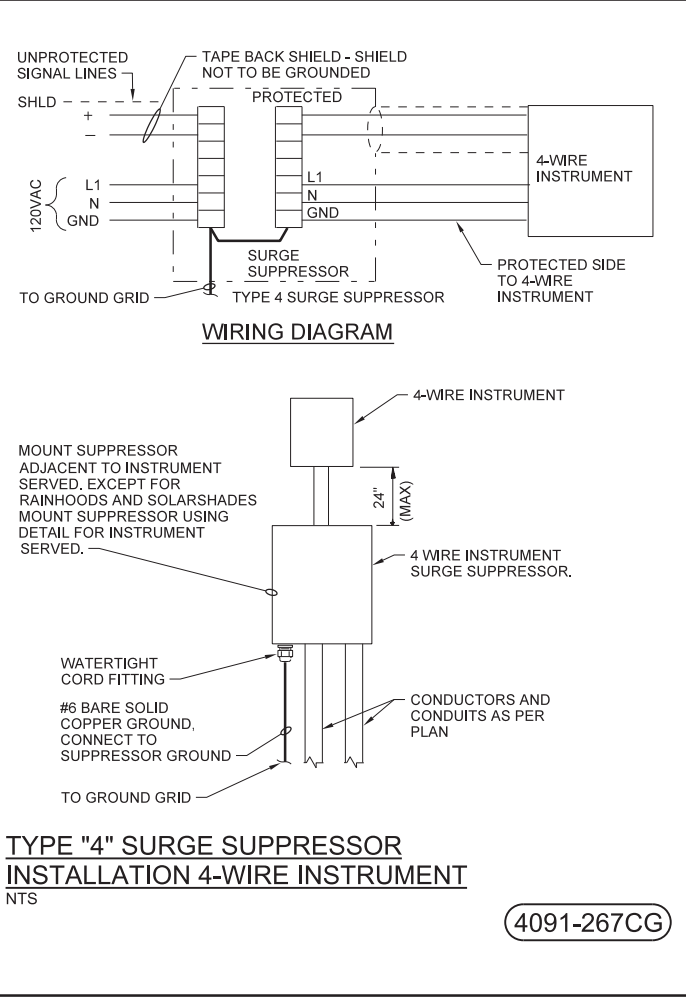 UNPROTECTED
SIGNAL LINES
TAPE BACK SHIELD - SHIELD
NOT TO BE GROUNDED
SHLD
PROTECTED
+
–
4-WIRE
INSTRUMENT
120VAC
L1
N
GND
L1
N
GND
SURGE
SUPPRESSOR
PROTECTED SIDE
TO 4-WIRE
INSTRUMENT
TO GROUND GRID
TYPE 4 SURGE SUPPRESSOR
WIRING DIAGRAM
4-WIRE INSTRUMENT
MOUNT SUPPRESSOR
ADJACENT TO INSTRUMENT
SERVED. EXCEPT FOR
RAINHOODS AND SOLARSHADES
MOUNT SUPPRESSOR USING
DETAIL FOR INSTRUMENT
SERVED.
24"
(MAX)
4 WIRE INSTRUMENT
SURGE SUPPRESSOR.
WATERTIGHT
CORD FITTING
#6 BARE SOLID
COPPER GROUND,
CONNECT TO
SUPPRESSOR GROUND
CONDUCTORS AND
CONDUITS AS PER
PLAN
TO GROUND GRID
TYPE "4" SURGE SUPPRESSOR
INSTALLATION 4-WIRE INSTRUMENT
NTS
4091-267CG